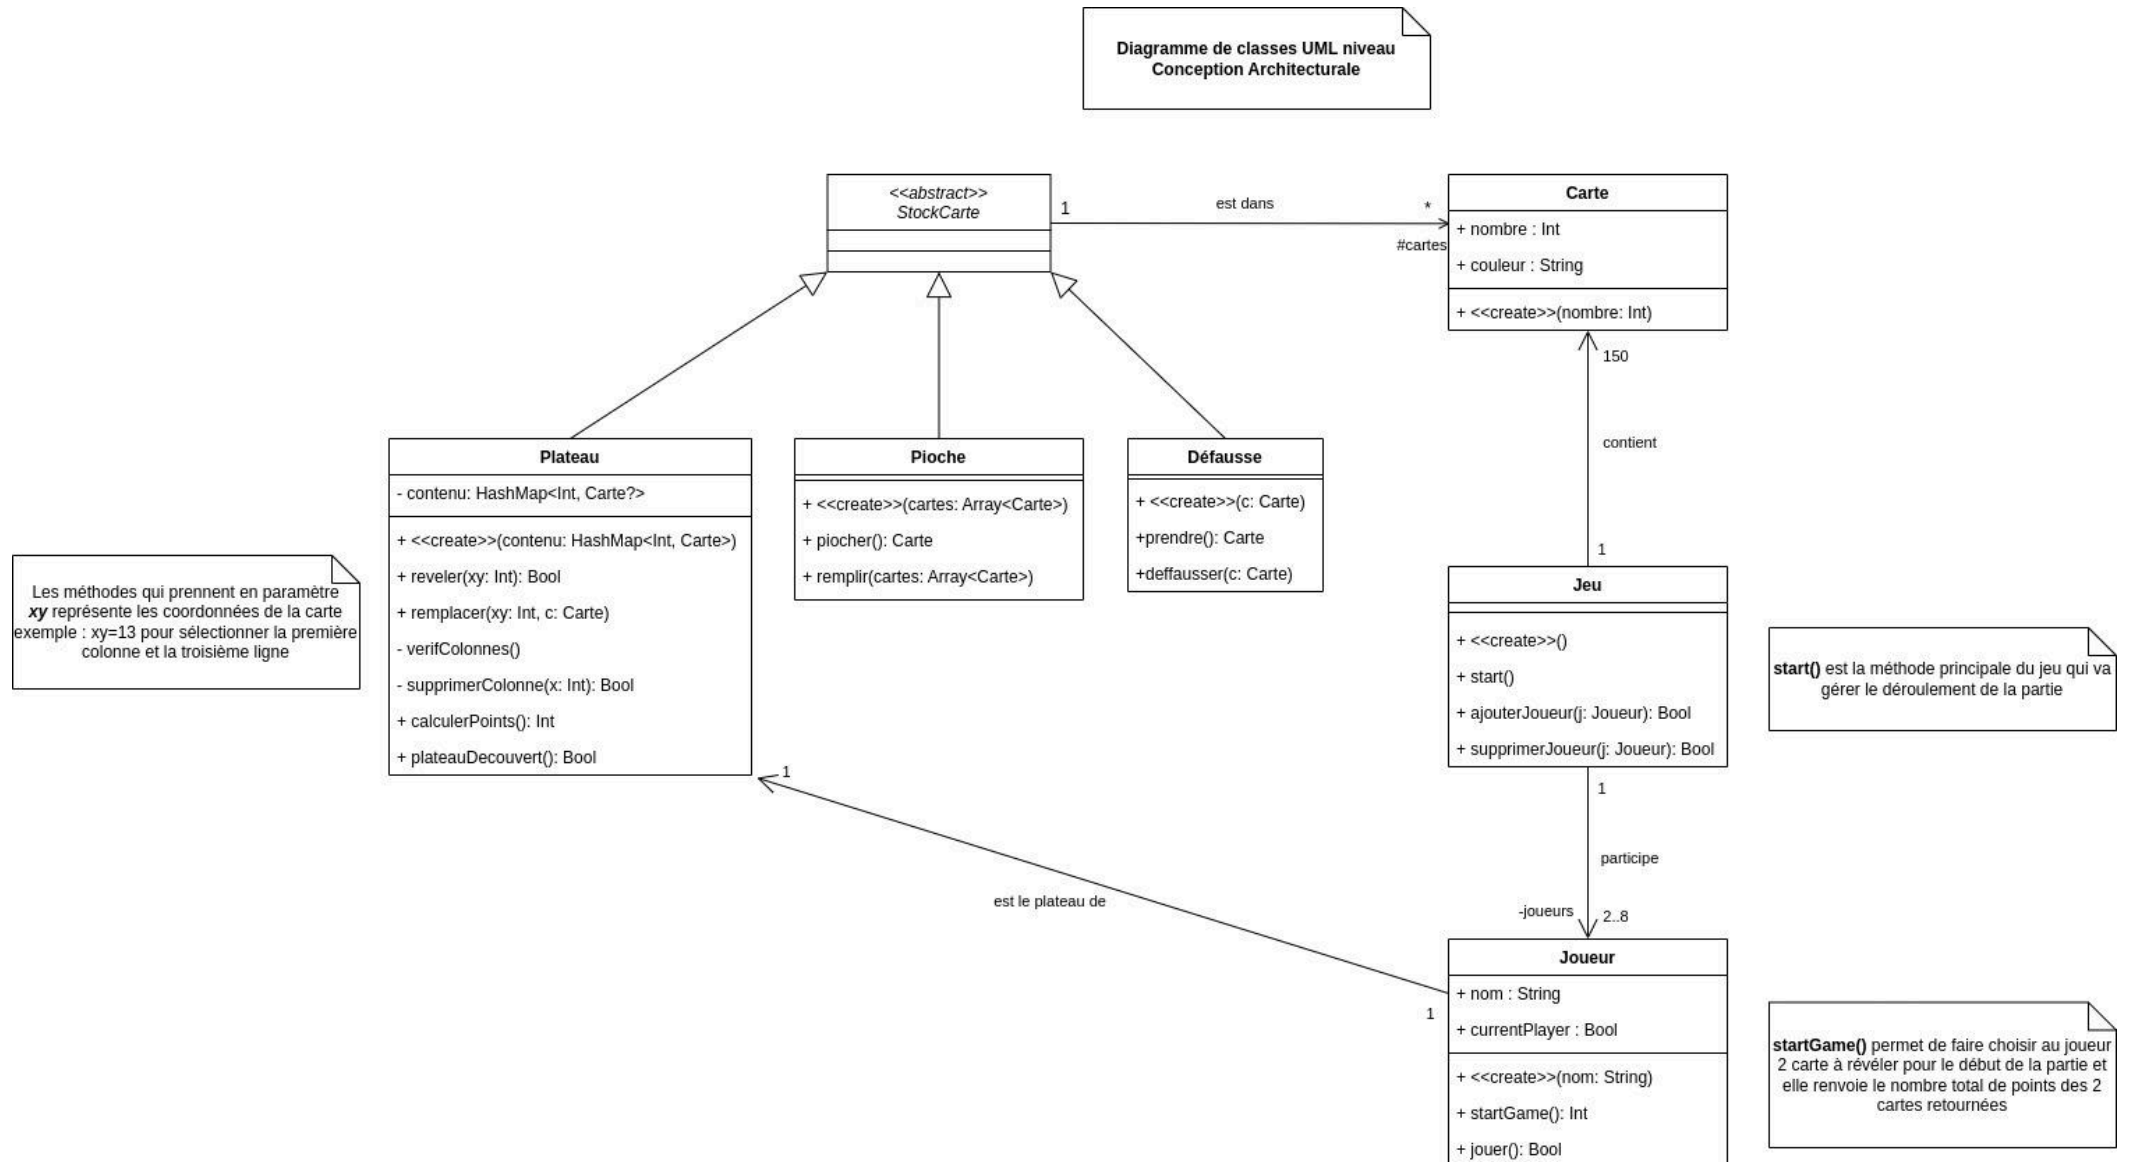 Diagramme de classes UML niveau
Conception Architecturale
<<abstract>>
StockCarte
1
est dans
*
#cartes
Carte
+ nombre : Int
+ couleur : String
+ <<create>>(nombre: Int)
150
contient
1
Plateau
- contenu: HashMap<Int, Carte?>
+ <<create>>(contenu: HashMap<Int, Carte>)
+ reveler(xy: Int): Bool
+ remplacer(xy: Int, c: Carte)
- verifColonnes()
- supprimerColonne(x: Int): Bool
+ calculerPoints(): Int
+ plateauDecouvert(): Bool
Pioche
+ <<create>>(cartes: Array<Carte>)
+ piocher(): Carte
+ remplir(cartes: Array<Carte>)
Défausse
+ <<create>>(c: Carte)
+prendre(): Carte
+deffausser(c: Carte)
Les méthodes qui prennent en paramètre
xy représente les coordonnées de la carte
exemple : xy=13 pour sélectionner la première
colonne et la troisième ligne
Jeu
+ <<create>>()
+ start()
+ ajouterJoueur(j: Joueur): Bool
+ supprimerJoueur(j: Joueur): Bool
start() est la méthode principale du jeu qui va
gérer le déroulement de la partie
1
est le plateau de
1
1
participe
-joueurs
2..8
Joueur
+ nom : String
+ currentPlayer : Bool
+ <<create>>(nom: String)
+ startGame(): Int
+ jouer(): Bool
startGame() permet de faire choisir au joueur
2 carte à révéler pour le début de la partie et
elle renvoie le nombre total de points des 2
cartes retournées